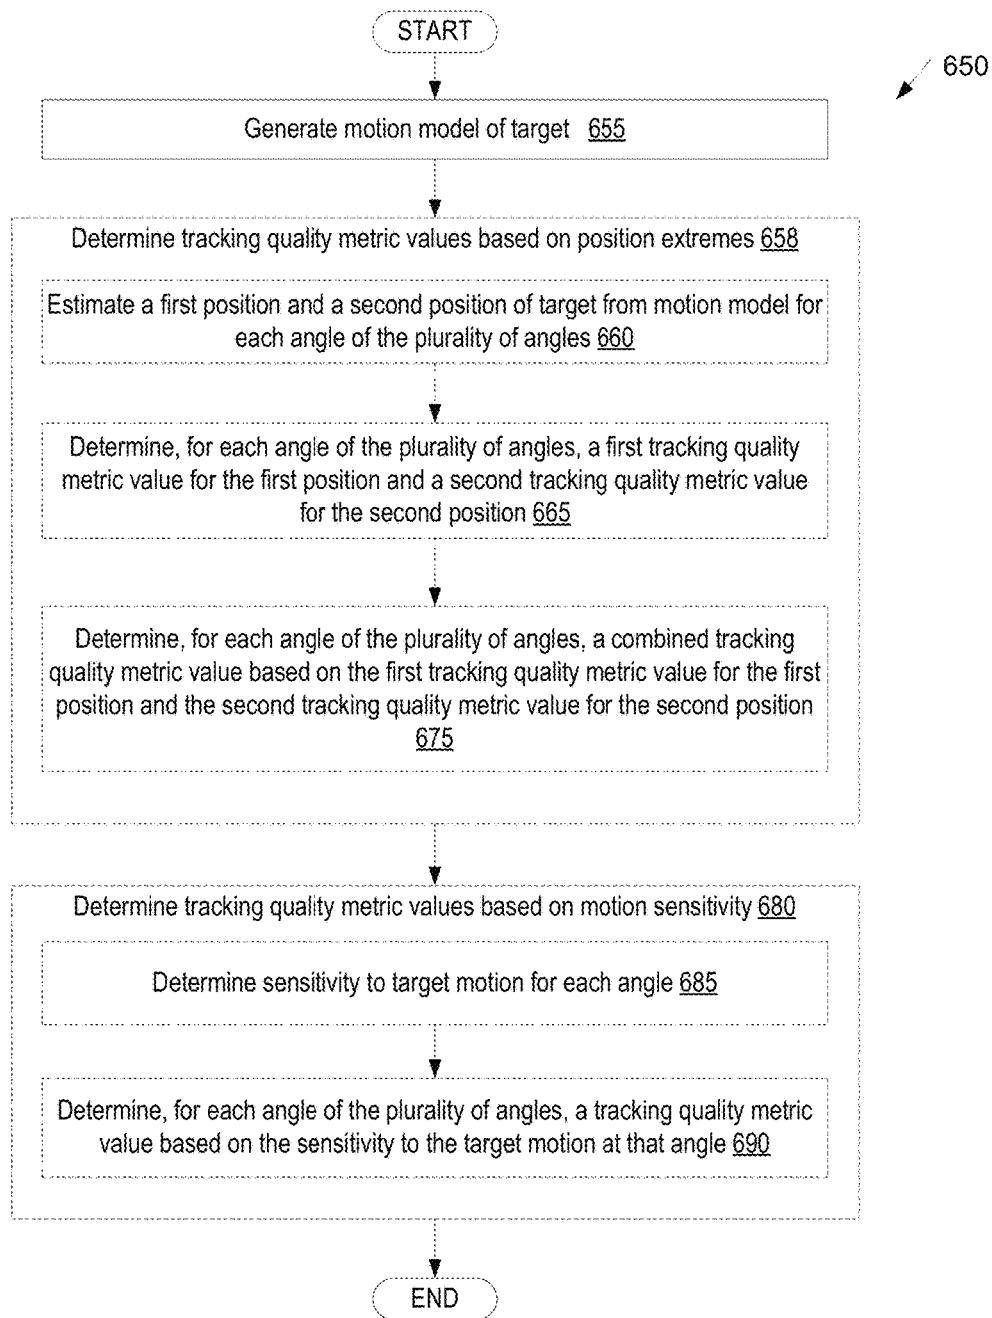 START
650
Generate motion model of target 655
Determine tracking quality metric values based on position extremes 658
Estimate a first position and a second position of target from motion model for
each angle of the plurality of angles 660
Determine, for each angle of the plurality of angles, a first tracking quality
metric value for the first position and a second tracking quality metric value
for the second position 665
Determine, for each angle of the plurality of angles, a combined tracking
quality metric value based on the first tracking quality metric value for the first
position and the second tracking quality metric value for the second position
675
Determine tracking quality metric values based on motion sensitivity 680
Determine sensitivity to target motion for each angle 685
Determine, for each angle of the plurality of angles, a tracking quality metric
value based on the sensitivity to the target motion at that angle 690
END